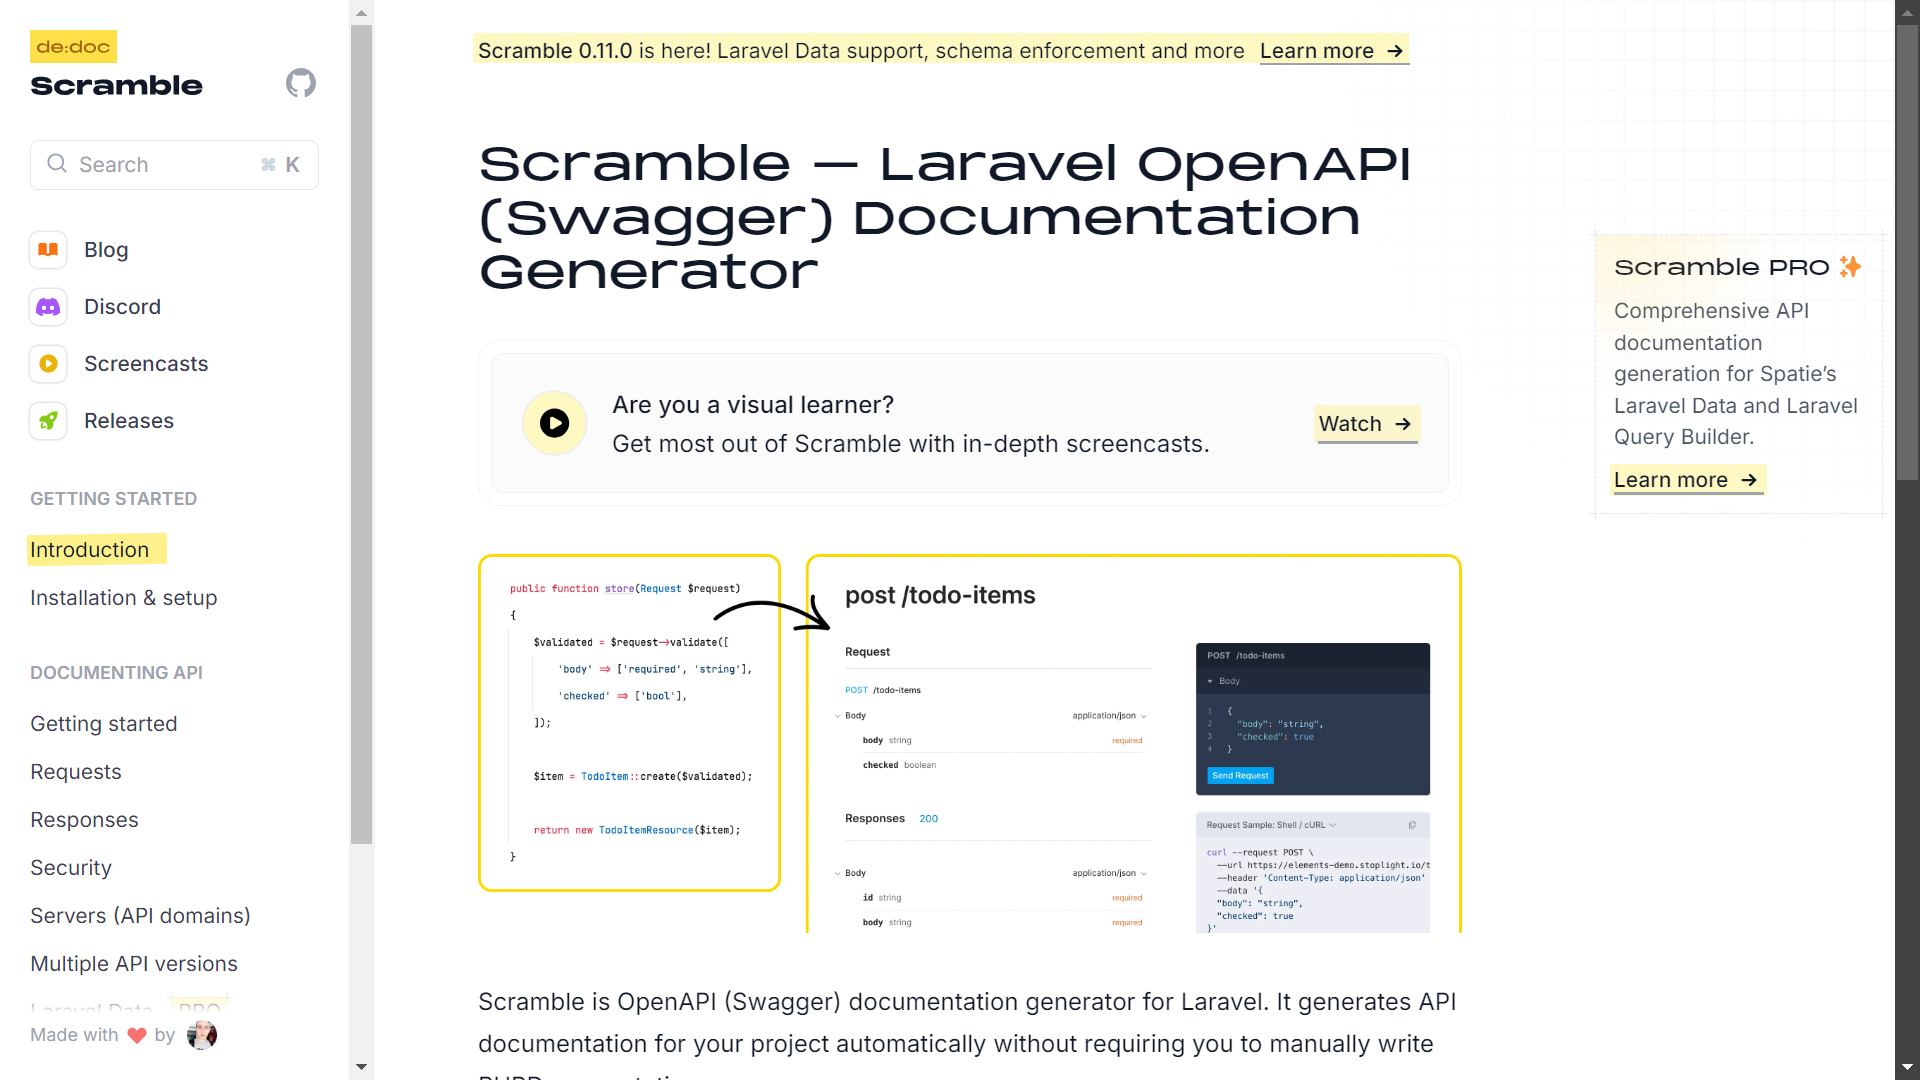 de:doc
Scramble
Search ⌘ K
Blog
Discord
Screencasts
Releases
GETTING STARTED
Introduction
Installation & setup
DOCUMENTING API
Getting started
Requests
Responses
Security
Servers (API domains)
Multiple API versions
Laravel Data PRO
Made with ❤ by
Scramble 0.11.0 is here! Laravel Data support, schema enforcement and more Learn more →
Scramble — Laravel OpenAPI
(Swagger) Documentation
Generator
Are you a visual learner?
Get most out of Scramble with in-depth screencasts.
Watch →
public function store(Request $request)
{
$validated = $request->validate([
'body' => ['required', 'string'],
'checked' => ['bool'],
]);
$item = TodoItem::create($validated);
return new TodoItemResource($item);
}
post /todo-items
Request
POST /todo-items
Body application/json
body string required
checked boolean
Responses 200
Body application/json
id string required
body string required
POST /todo-items
Body
1 {
2 "body": "string",
3 "checked": true
4 }
Send Request
Request Sample: Shell / cURL
curl --request POST \
--url https://elements-demo.stoplight.io/t
--header 'Content-Type: application/json'
--data '{
"body": "string",
"checked": true
}'
Scramble is OpenAPI (Swagger) documentation generator for Laravel. It generates API
documentation for your project automatically without requiring you to manually write
Scramble PRO
Comprehensive API
documentation
generation for Spatie's
Laravel Data and Laravel
Query Builder.
Learn more →